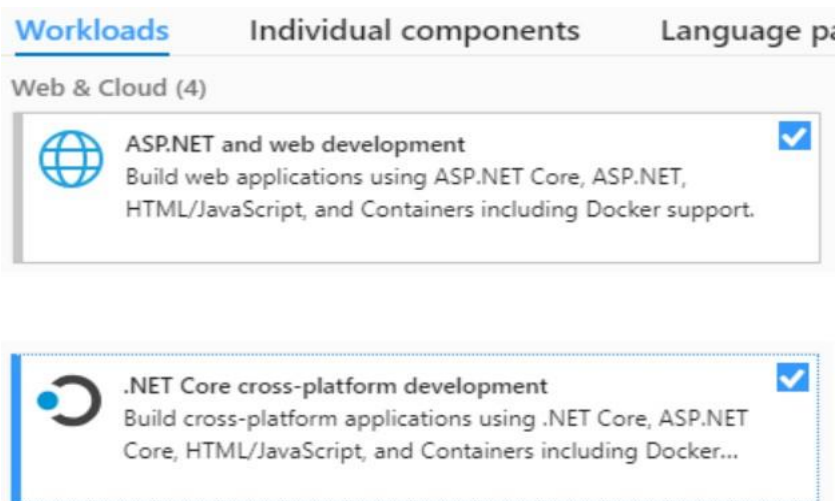 Workloads Individual components Language pa
Web & Cloud (4)
ASP.NET and web development
Build web applications using ASP.NET Core, ASP.NET,
HTML/JavaScript, and Containers including Docker support.
.NET Core cross-platform development
Build cross-platform applications using .NET Core, ASP.NET
Core, HTML/JavaScript, and Containers including Docker...